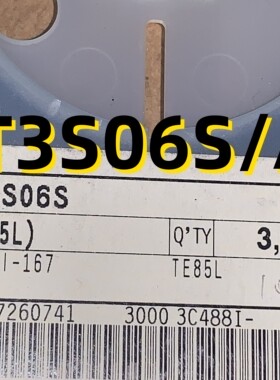 T3S06S/A
S06S
5L)
Q'TY 3,
I-167 TE85L
7260741 3000 3C488I-